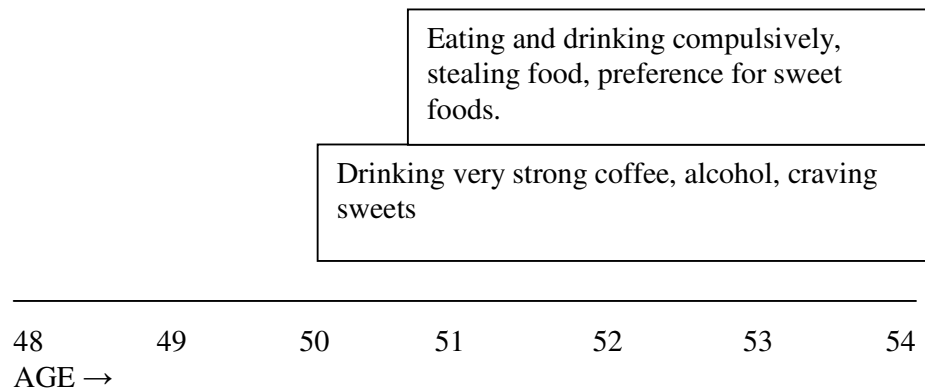 Eating and drinking compulsively,
stealing food, preference for sweet
foods.
Drinking very strong coffee, alcohol, craving
sweets
48 49 50 51 52 53 54
AGE →